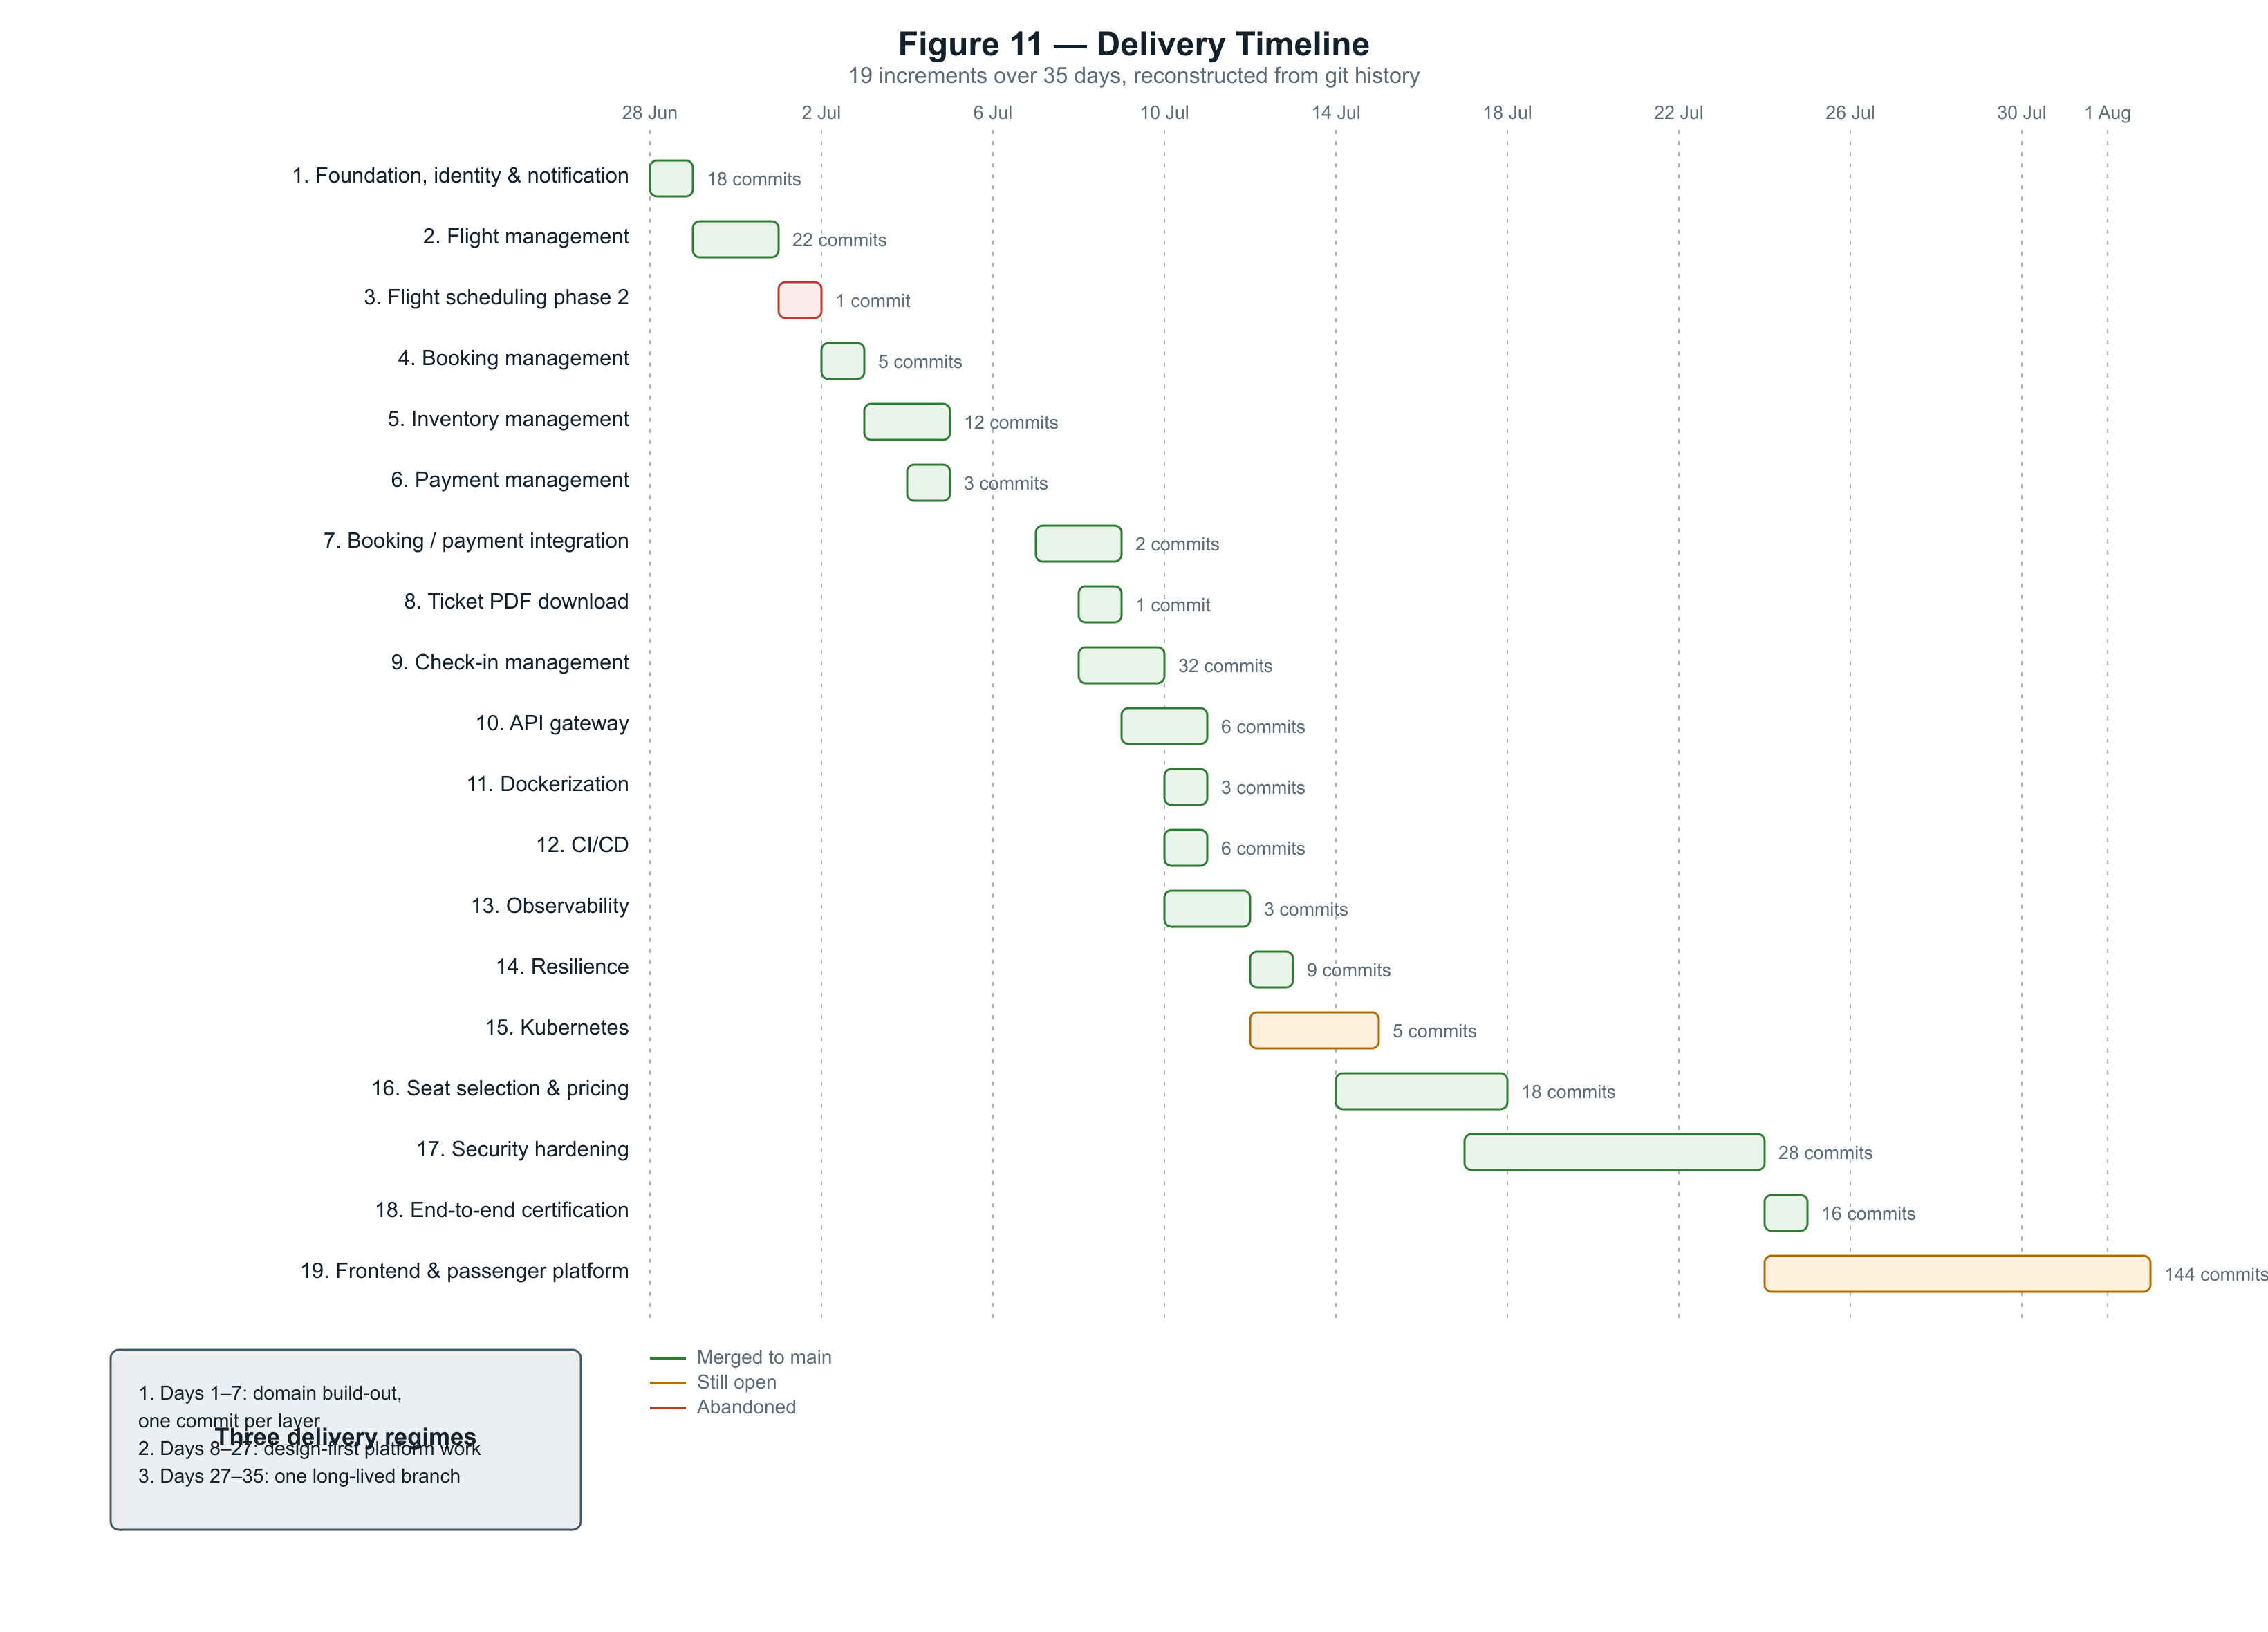 Figure 11 — Delivery Timeline
19 increments over 35 days, reconstructed from git history
28 Jun 2 Jul 6 Jul 10 Jul 14 Jul 18 Jul 22 Jul 26 Jul 30 Jul 1 Aug
1. Foundation, identity & notification 18 commits
2. Flight management 22 commits
3. Flight scheduling phase 2 1 commit
4. Booking management 5 commits
5. Inventory management 12 commits
6. Payment management 3 commits
7. Booking / payment integration 2 commits
8. Ticket PDF download 1 commit
9. Check-in management 32 commits
10. API gateway 6 commits
11. Dockerization 3 commits
12. CI/CD 6 commits
13. Observability 3 commits
14. Resilience 9 commits
15. Kubernetes 5 commits
16. Seat selection & pricing 18 commits
17. Security hardening 28 commits
18. End-to-end certification 16 commits
19. Frontend & passenger platform 144 commits
Merged to main
Still open
Abandoned
1. Days 1–7: domain build-out,
one commit per layer
Three delivery regimes
2. Days 8–27: design-first platform work
3. Days 27–35: one long-lived branch